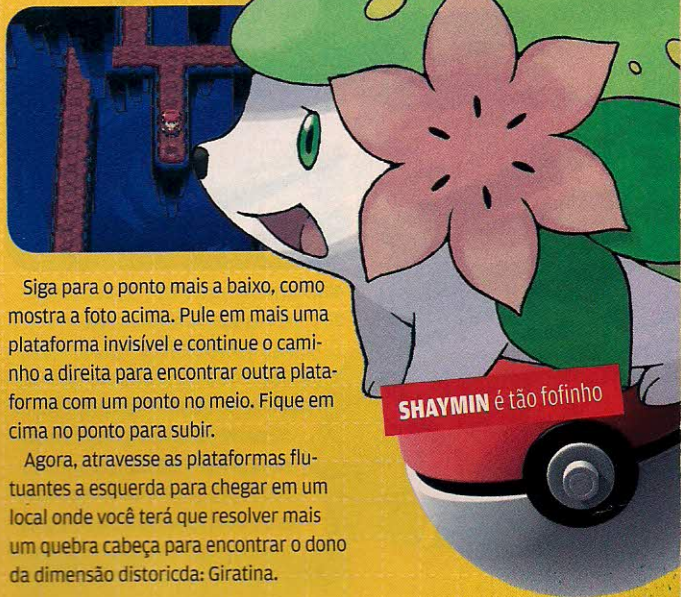 Siga para o ponto mais a baixo, como
mostra a foto acima. Pule em mais uma
plataforma invisível e continue o cami-
nho a direita para encontrar outra plata-
forma com um ponto no meio. Fique em
cima no ponto para subir.
Agora, atravesse as plataformas flu-
tuantes a esquerda para chegar em um
local onde você terá que resolver mais
um quebra cabeça para encontrar o dono
da dimensão distoricda: Giratina.
SHAYMIN é tão fofinho